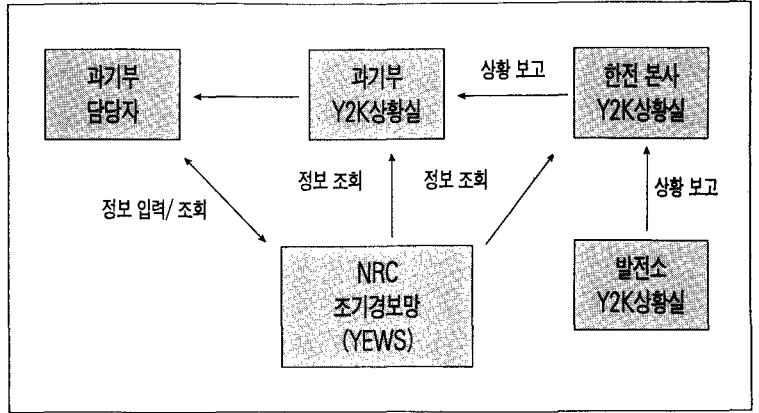 과기부
담당자
과기부
Y2K상황실
상황 보고
한전 본사
Y2K상황실
정보 입력/ 조회
정보 조회
정보 조회
상황 보고
NRC
조기경보망
(YEWS)
발전소
Y2K상황실